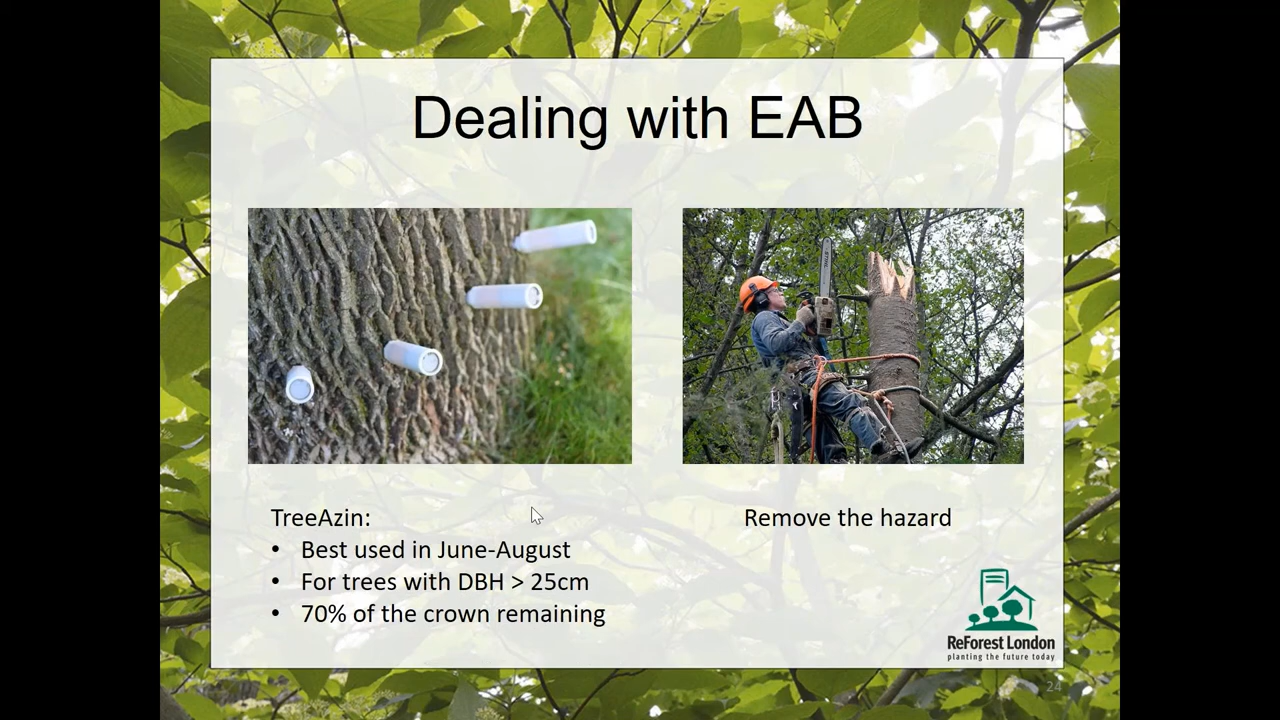 Dealing with EAB
TreeAzin:
• Best used in June-August
• For trees with DBH > 25cm
• 70% of the crown remaining
Remove the hazard
ReForest London
planting the future today
24